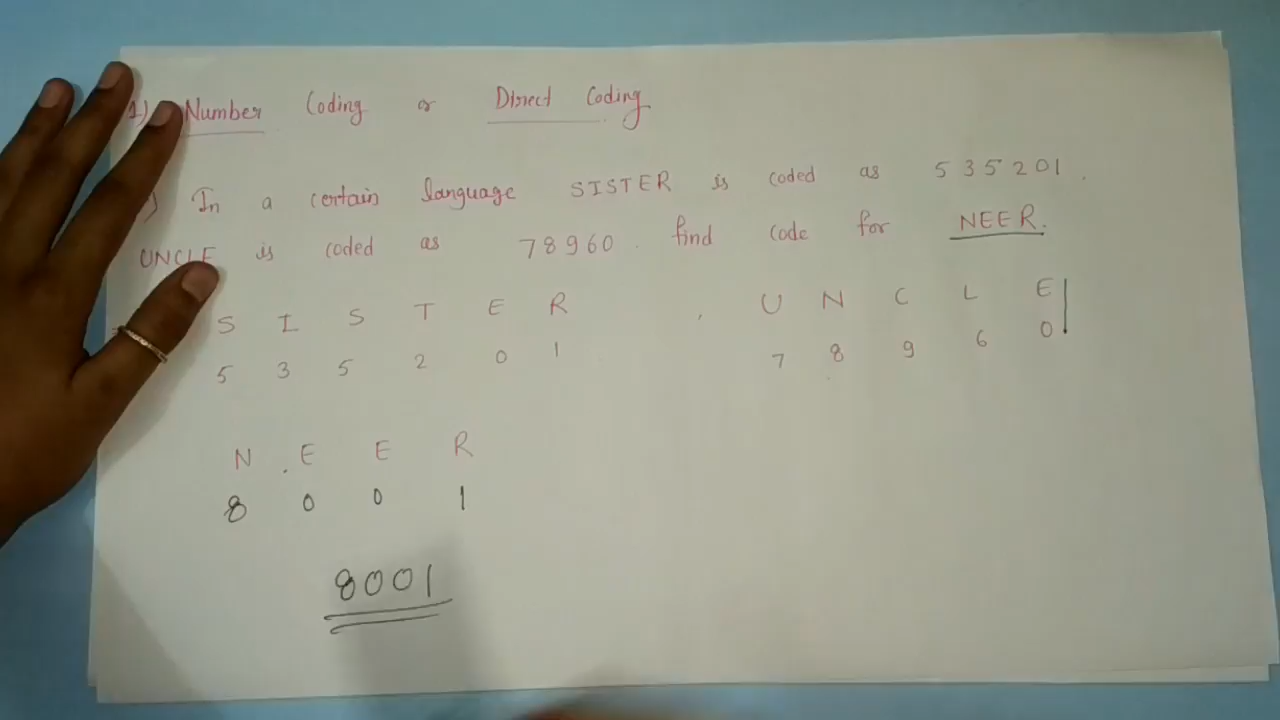 1) Number Coding or Direct Coding
) In a certain language SISTER is coded as 535201.
UNCLE is coded as 78960. find code for NEER.
S I S T E R , U N C L E
5 3 5 2 0 1 7 8 9 6 0
N E E R
8 0 0 1
8001